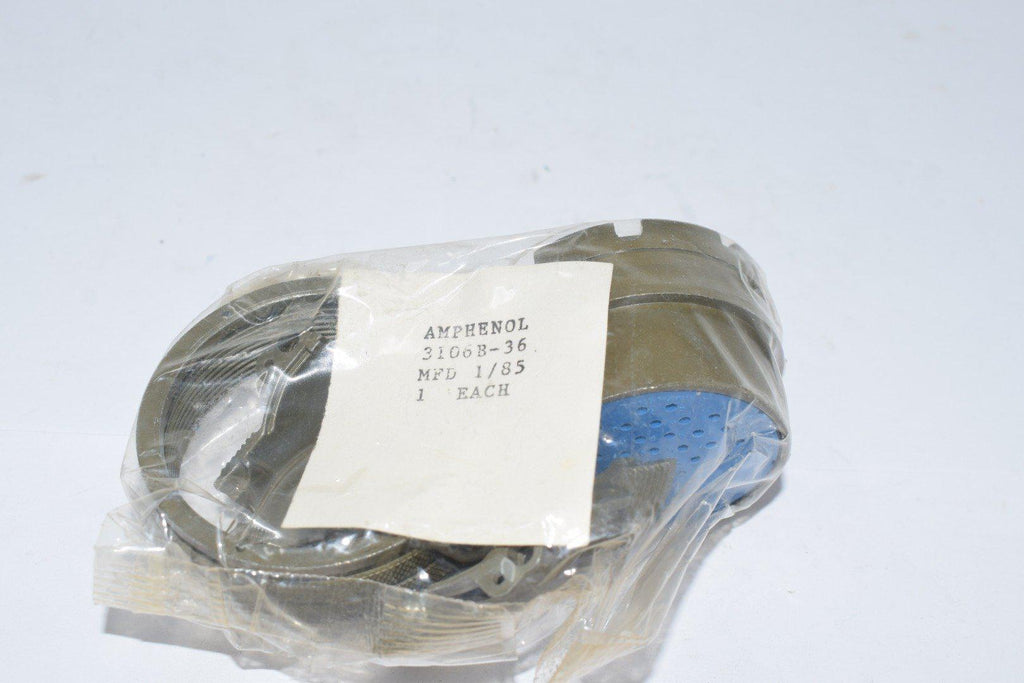 AMPHENOL
3106B-36
MFD 1/85
1 EACH